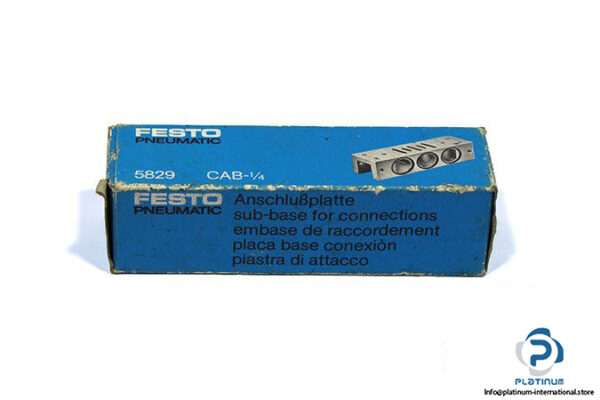 FESTO
PNEUMATIC
5829 CAB-¼
FESTO
PNEUMATIC
Anschlußplatte
sub-base for connections
embase de raccordement
placa base conexiòn
piastra di attacco
PLATINUM
Info@platinum-international.store